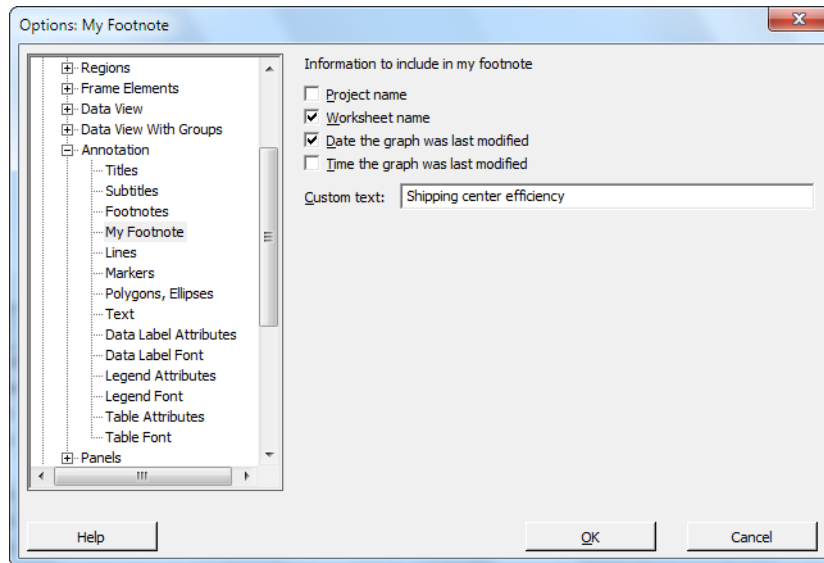 Options: My Footnote
Regions
Frame Elements
Data View
Data View With Groups
Annotation
Titles
Subtitles
Footnotes
My Footnote
Lines
Markers
Polygons, Ellipses
Text
Data Label Attributes
Data Label Font
Legend Attributes
Legend Font
Table Attributes
Table Font
Panels
Information to include in my footnote
Project name
Worksheet name
Date the graph was last modified
Time the graph was last modified
Custom text: Shipping center efficiency
Help OK Cancel